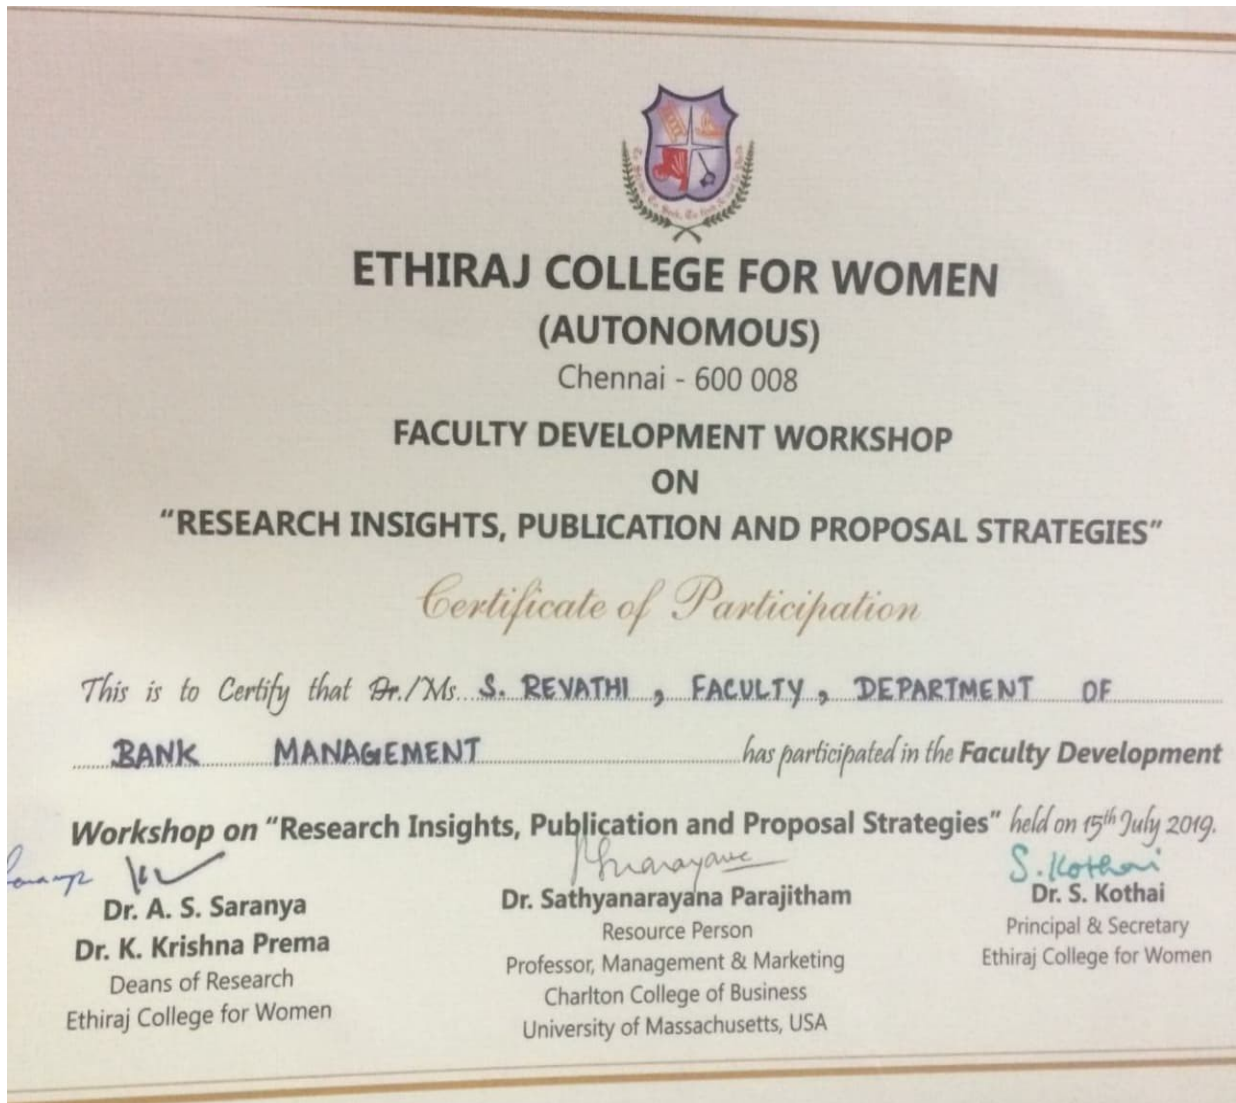 ETHIRAJ COLLEGE FOR WOMEN
(AUTONOMOUS)
Chennai - 600 008
FACULTY DEVELOPMENT WORKSHOP
ON
“RESEARCH INSIGHTS, PUBLICATION AND PROPOSAL STRATEGIES”
Certificate of Participation
This is to Certify that Dr./Ms. S. REVATHI, FACULTY, DEPARTMENT OF
BANK MANAGEMENT has participated in the Faculty Development
Workshop on “Research Insights, Publication and Proposal Strategies” held on 15th July 2019.
S. Kothai
Dr. A. S. Saranya
Dr. K. Krishna Prema
Deans of Research
Ethiraj College for Women
Dr. Sathyanarayana Parajitham
Resource Person
Professor, Management & Marketing
Charlton College of Business
University of Massachusetts, USA
Dr. S. Kothai
Principal & Secretary
Ethiraj College for Women